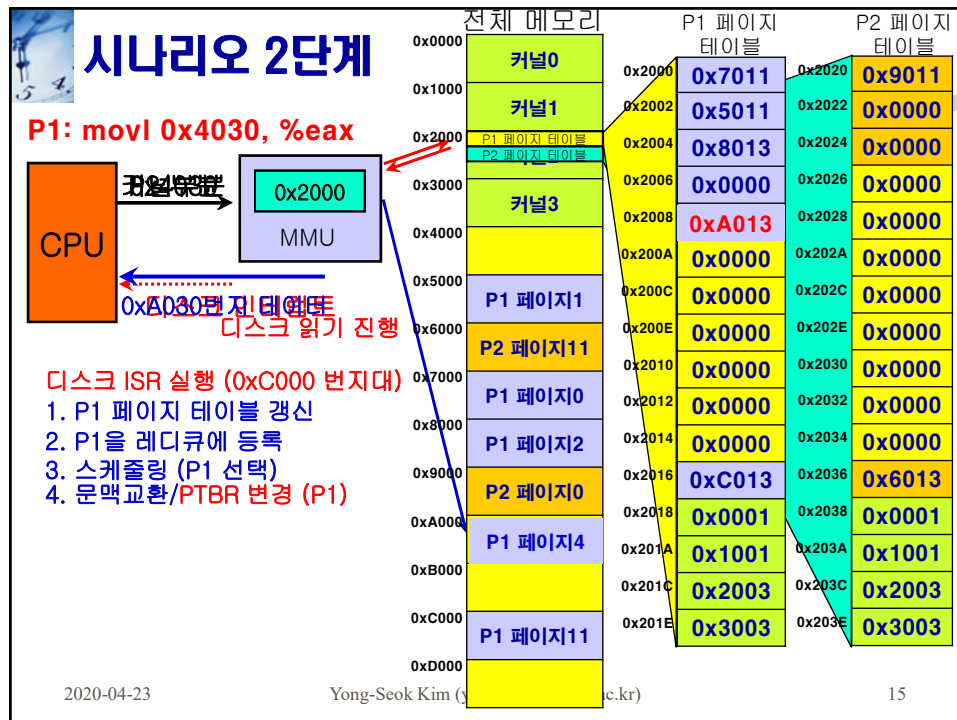 시나리오 2단계
P1: movl 0x4030, %eax
CPU
0x2000
MMU
0xA030번지 데이터
디스크 인터럽트
디스크 읽기 진행
디스크 ISR 실행 (0xC000 번지대)
1. P1 페이지 테이블 갱신
2. P1을 레디큐에 등록
3. 스케줄링 (P1 선택)
4. 문맥교환/PTBR 변경 (P1)
전체 메모리
0x0000
커널0
0x1000
커널1
0x2000
P1 페이지 테이블
P2 페이지 테이블
0x3000
커널3
0x4000
0x5000
P1 페이지1
0x6000
P2 페이지11
0x7000
P1 페이지0
0x8000
P1 페이지2
0x9000
P2 페이지0
0xA000
P1 페이지4
0xB000
0xC000
P1 페이지11
0xD000
P1 페이지
테이블
0x2000 0x7011
0x2002 0x5011
0x2004 0x8013
0x2006 0x0000
0x2008 0xA013
0x200A 0x0000
0x200C 0x0000
0x200E 0x0000
0x2010 0x0000
0x2012 0x0000
0x2014 0x0000
0x2016 0xC013
0x2018 0x0001
0x201A 0x1001
0x201C 0x2003
0x201E 0x3003
P2 페이지
테이블
0x2020 0x9011
0x2022 0x0000
0x2024 0x0000
0x2026 0x0000
0x2028 0x0000
0x202A 0x0000
0x202C 0x0000
0x202E 0x0000
0x2030 0x0000
0x2032 0x0000
0x2034 0x0000
0x2036 0x6013
0x2038 0x0001
0x203A 0x1001
0x203C 0x2003
0x203E 0x3003
2020-04-23
Yong-Seok Kim (y c.kr)
15